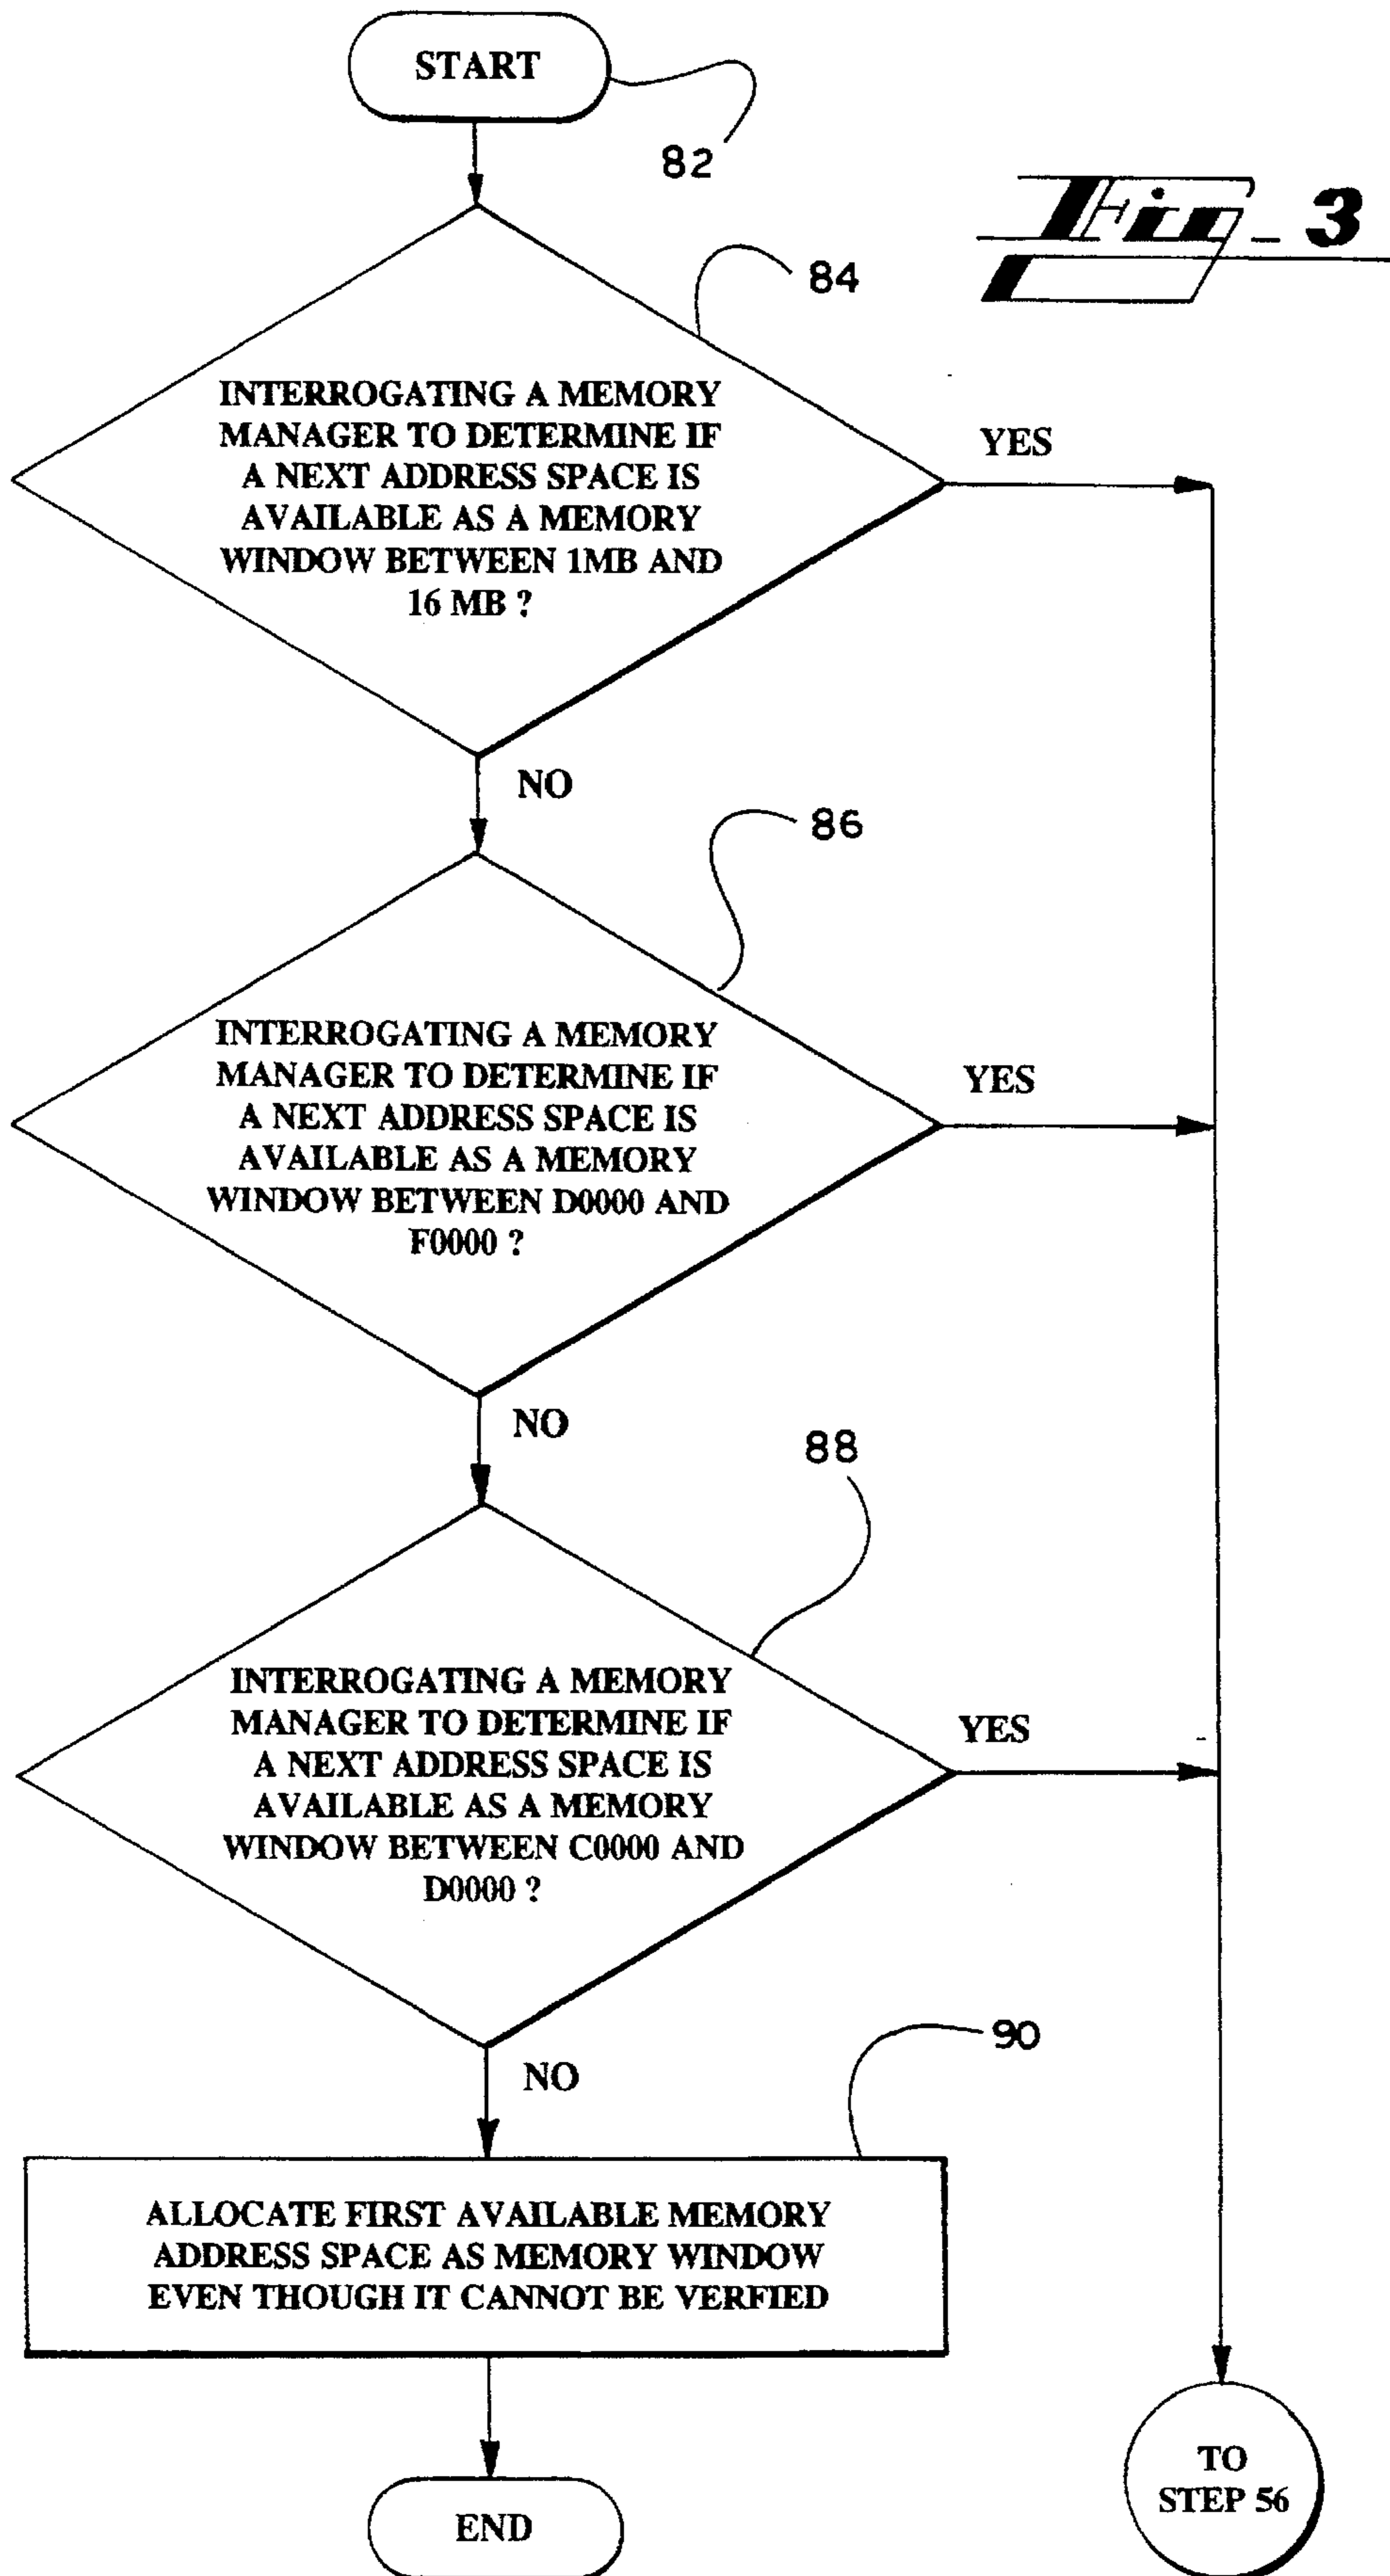 START
82
Fig_ 3
84
INTERROGATING A MEMORY
MANAGER TO DETERMINE IF
A NEXT ADDRESS SPACE IS
AVAILABLE AS A MEMORY
WINDOW BETWEEN 1MB AND
16 MB ?
YES
NO
86
INTERROGATING A MEMORY
MANAGER TO DETERMINE IF
A NEXT ADDRESS SPACE IS
AVAILABLE AS A MEMORY
WINDOW BETWEEN D0000 AND
F0000 ?
YES
NO
88
INTERROGATING A MEMORY
MANAGER TO DETERMINE IF
A NEXT ADDRESS SPACE IS
AVAILABLE AS A MEMORY
WINDOW BETWEEN C0000 AND
D0000 ?
YES
NO
90
ALLOCATE FIRST AVAILABLE MEMORY
ADDRESS SPACE AS MEMORY WINDOW
EVEN THOUGH IT CANNOT BE VERFIED
END
TO
STEP 56